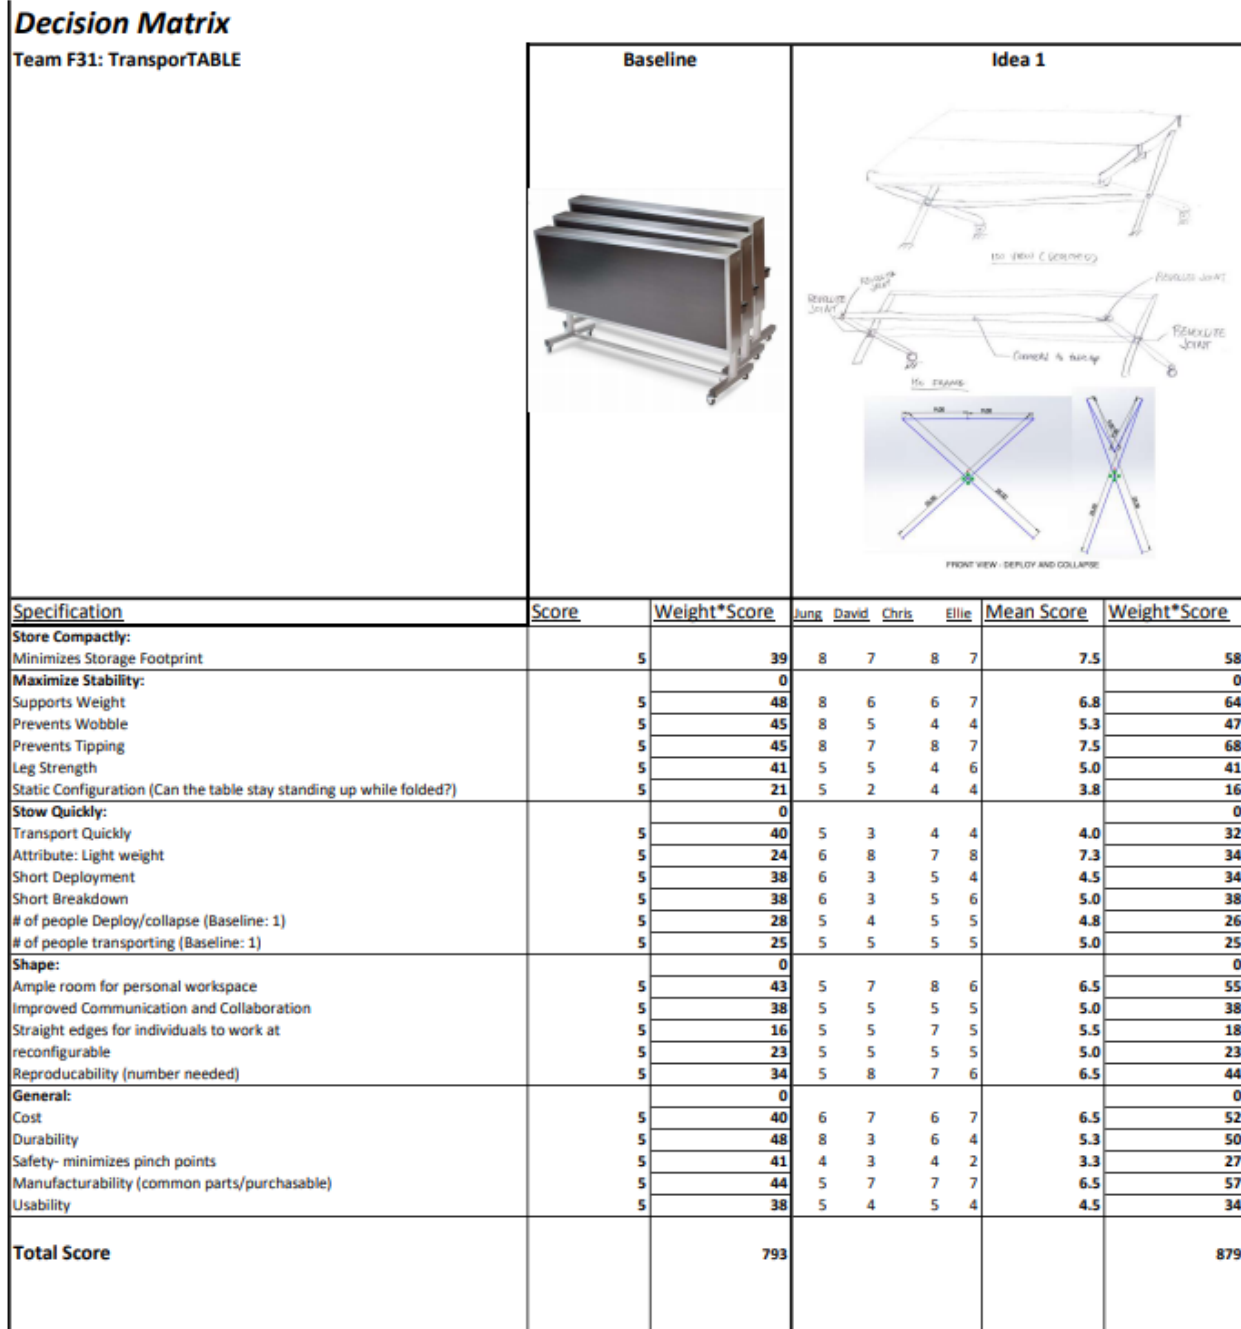 Decision Matrix
Team F31: TransporTABLE
Baseline
Idea 1
REVOLUTE JOINT
REVOLUTE JOINT
REVOLUTE JOINT
FRONT VIEW - DEPLOY AND COLLAPSE
Specification Score Weight*Score Jung David Chris Ellie Mean Score Weight*Score
Store Compactly:
Minimizes Storage Footprint 5 39 8 7 8 7 7.5 58
Maximize Stability: 0 0
Supports Weight 5 48 8 6 6 7 6.8 64
Prevents Wobble 5 45 8 5 4 4 5.3 47
Prevents Tipping 5 45 8 7 8 7 7.5 68
Leg Strength 5 41 5 5 4 6 5.0 41
Static Configuration (Can the table stay standing up while folded?) 5 21 5 2 4 4 3.8 16
Stow Quickly: 0 0
Transport Quickly 5 40 5 3 4 4 4.0 32
Attribute: Light weight 5 24 6 8 7 8 7.3 34
Short Deployment 5 38 6 3 5 4 4.5 34
Short Breakdown 5 38 6 3 5 6 5.0 38
# of people Deploy/collapse (Baseline: 1) 5 28 5 4 5 5 4.8 26
# of people transporting (Baseline: 1) 5 25 5 5 5 5 5.0 25
Shape: 0 0
Ample room for personal workspace 5 43 5 7 8 6 6.5 55
Improved Communication and Collaboration 5 38 5 5 5 5 5.0 38
Straight edges for individuals to work at 5 16 5 5 7 5 5.5 18
reconfigurable 5 23 5 5 5 5 5.0 23
Reproducability (number needed) 5 34 5 8 7 6 6.5 44
General: 0 0
Cost 5 40 6 7 6 7 6.5 52
Durability 5 48 8 3 6 4 5.3 50
Safety- minimizes pinch points 5 41 4 3 4 2 3.3 27
Manufacturability (common parts/purchasable) 5 44 5 7 7 7 6.5 57
Usability 5 38 5 4 5 4 4.5 34
Total Score 793 879